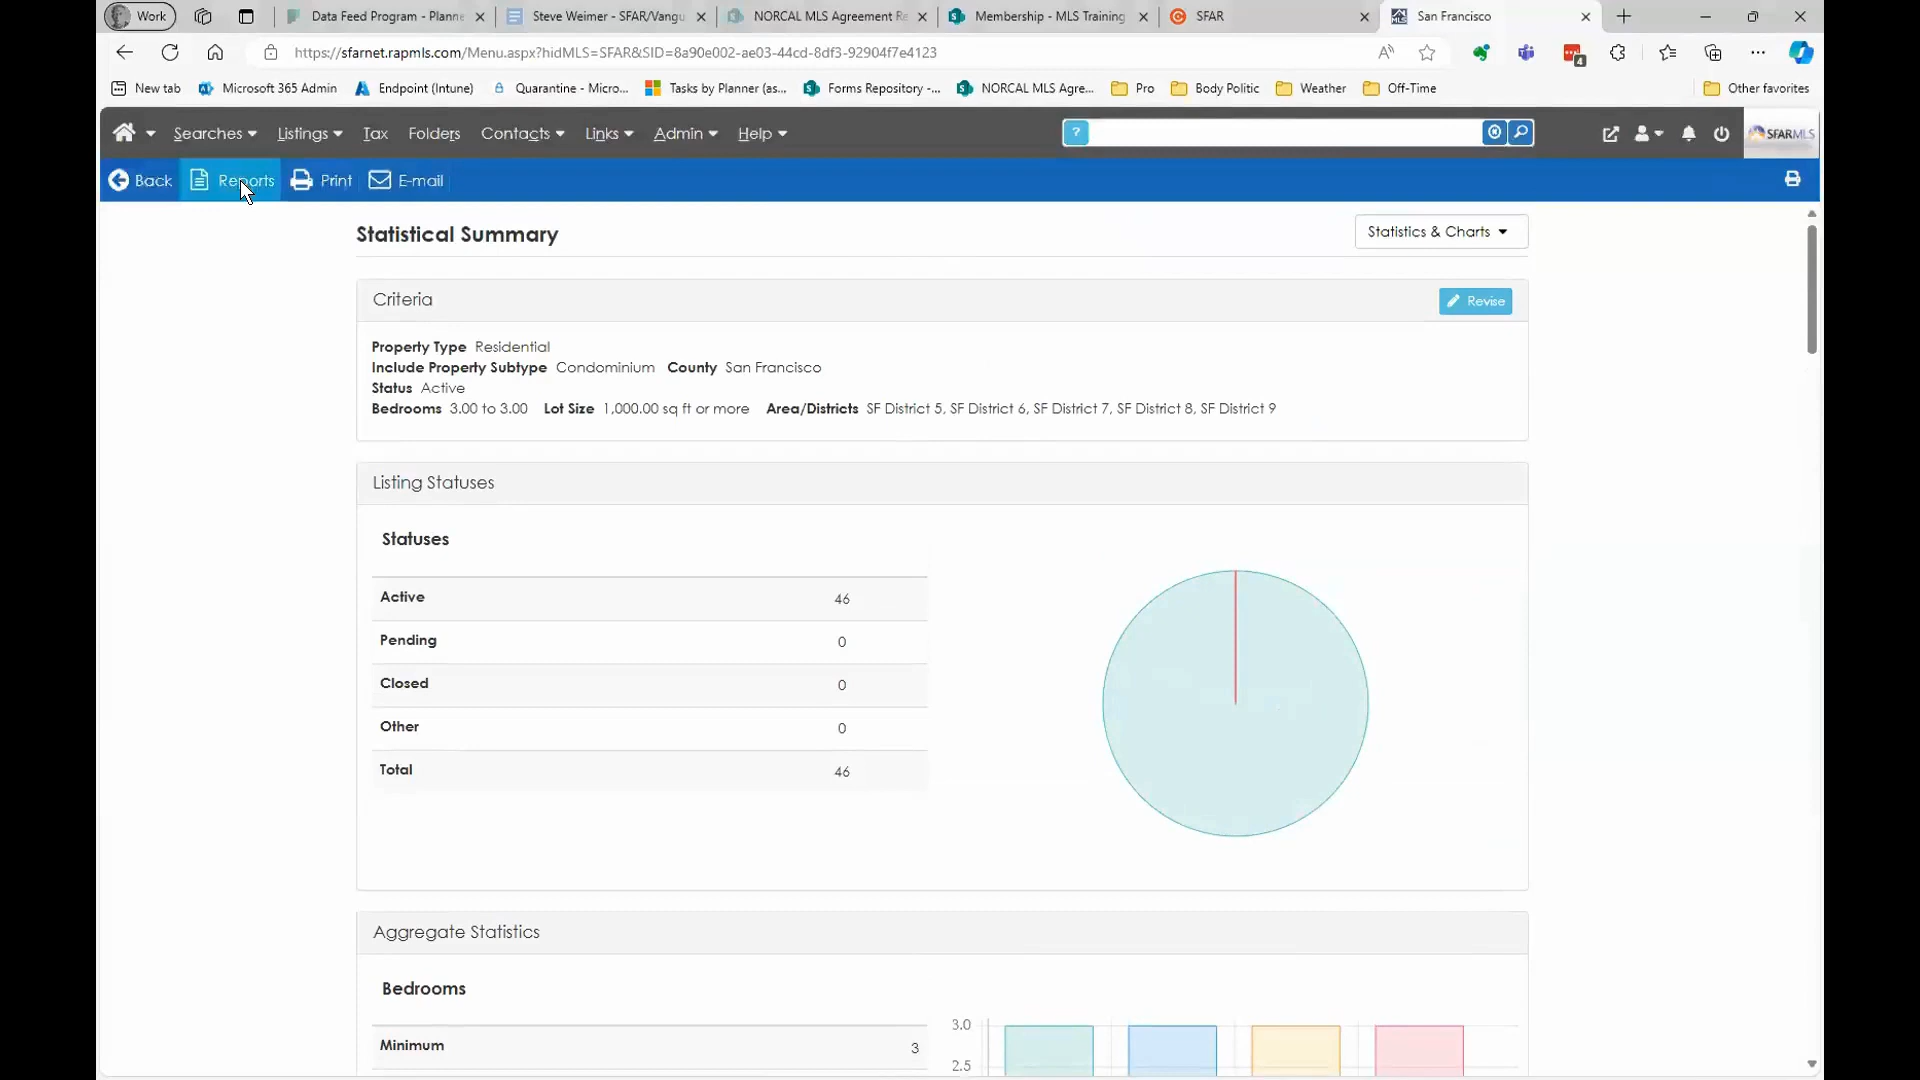 Work
Data Feed Program - Planne
Steve Weimer - SFAR/Vangu
NORCAL MLS Agreement Re
Membership - MLS Training
SFAR
San Francisco
https://sfarnet.rapmls.com/Menu.aspx?hidMLS=SFAR&SID=8a90e002-ae03-44cd-8df3-92904f7e4123
4
New tab
Microsoft 365 Admin
Endpoint (Intune)
Quarantine - Micro...
Tasks by Planner (as...
Forms Repository -...
NORCAL MLS Agre...
Pro
Body Politic
Weather
Off-Time
Other favorites
Searches
Listings
Tax
Folders
Contacts
Links
Admin
Help
?
SFARMLS
Back
Reports
Print
E-mail
Statistical Summary
Statistics & Charts
Criteria
Revise
Property Type Residential
Include Property Subtype Condominium County San Francisco
Status Active
Bedrooms 3.00 to 3.00 Lot Size 1,000.00 sq ft or more Area/Districts SF District 5, SF District 6, SF District 7, SF District 8, SF District 9
Listing Statuses
Statuses
Active 46
Pending 0
Closed 0
Other 0
Total 46
Aggregate Statistics
Bedrooms
Minimum 3
3.0
2.5